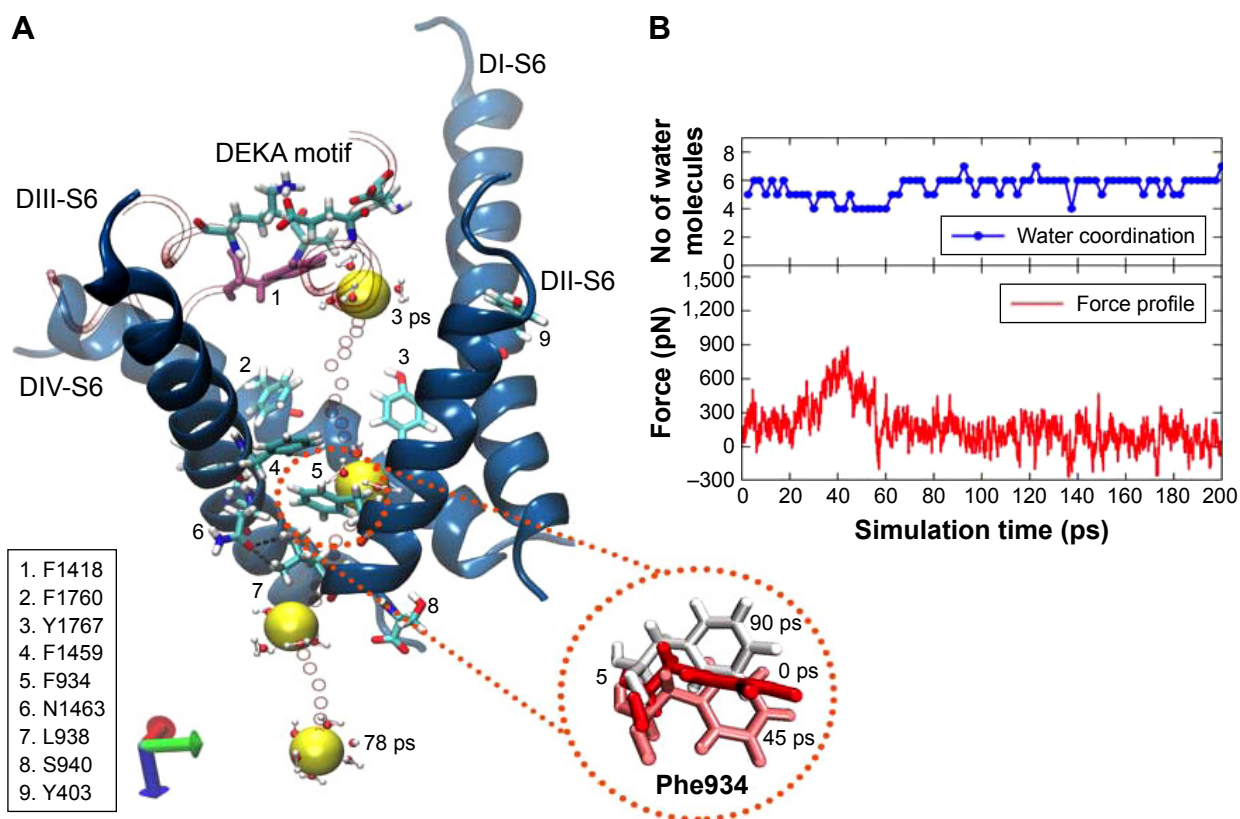 A
DI-S6
DEKA motif
DIII-S6
DII-S6
1
3 ps
9
2
3
DIV-S6
4
5
6
7
8
78 ps
1. F1418
2. F1760
3. Y1767
4. F1459
5. F934
6. N1463
7. L938
8. S940
9. Y403
90 ps
5
0 ps
45 ps
Phe934
B
No of water
molecules
8
6
4
2
0
Water coordination
Force (pN)
1,500
1,200
900
600
300
0
–300
Force profile
0 20 40 60 80 100 120 140 160 180 200
Simulation time (ps)